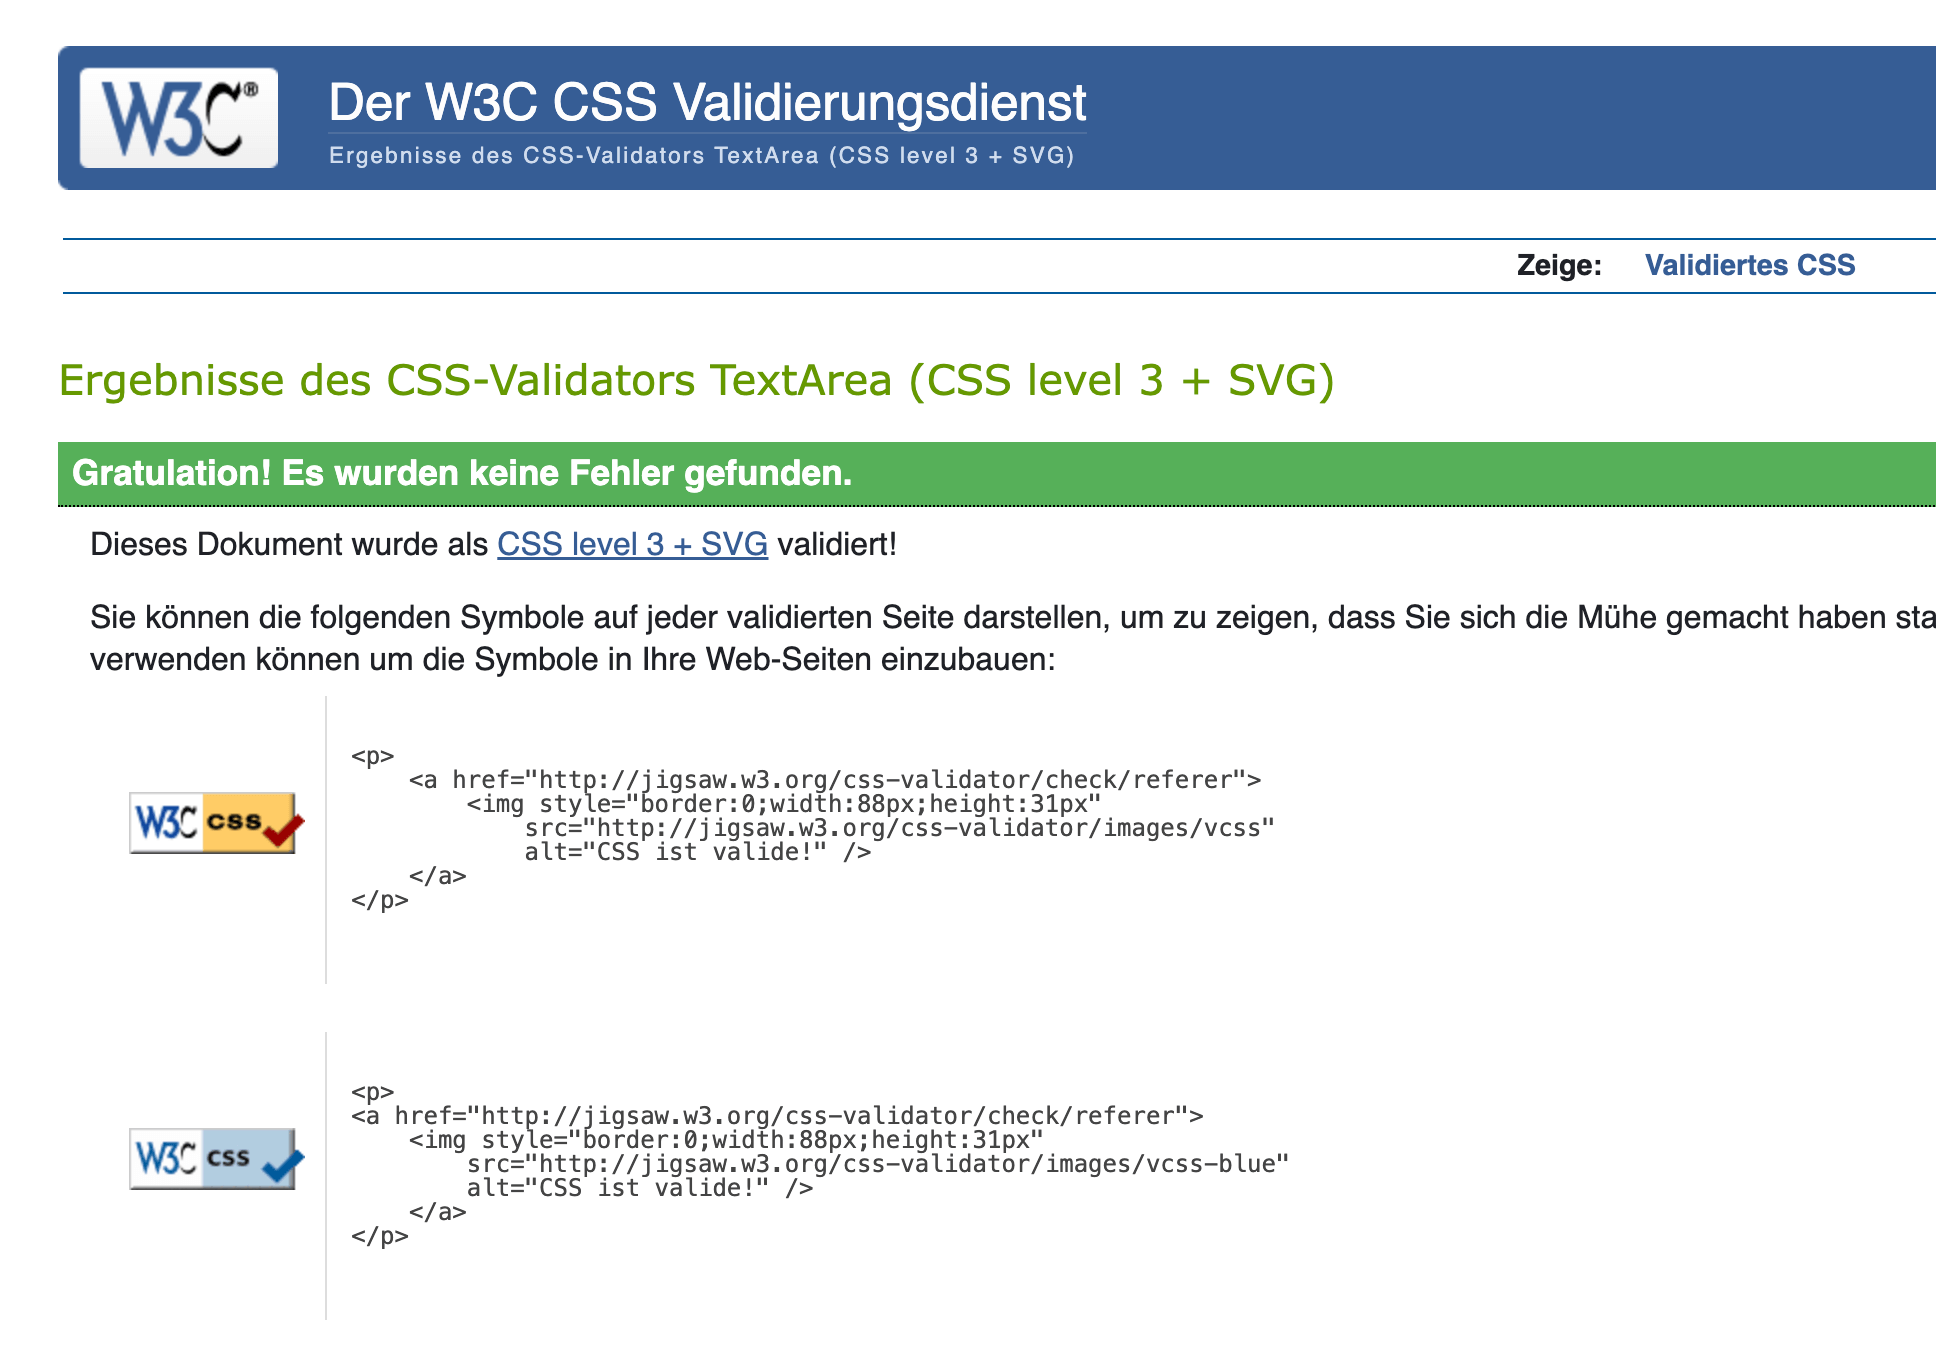 W3C®
Der W3C CSS Validierungsdienst
Ergebnisse des CSS-Validators TextArea (CSS level 3 + SVG)
Zeige: Validiertes CSS
Ergebnisse des CSS-Validators TextArea (CSS level 3 + SVG)
Gratulation! Es wurden keine Fehler gefunden.
Dieses Dokument wurde als CSS level 3 + SVG validiert!
Sie können die folgenden Symbole auf jeder validierten Seite darstellen, um zu zeigen, dass Sie sich die Mühe gemacht haben sta
verwenden können um die Symbole in Ihre Web-Seiten einzubauen:
W3C css
<p>
    <a href="http://jigsaw.w3.org/css-validator/check/referer">
        <img style="border:0;width:88px;height:31px"
            src="http://jigsaw.w3.org/css-validator/images/vcss"
            alt="CSS ist valide!" />
    </a>
</p>
W3C css
<p>
<a href="http://jigsaw.w3.org/css-validator/check/referer">
    <img style="border:0;width:88px;height:31px"
        src="http://jigsaw.w3.org/css-validator/images/vcss-blue"
        alt="CSS ist valide!" />
    </a>
</p>